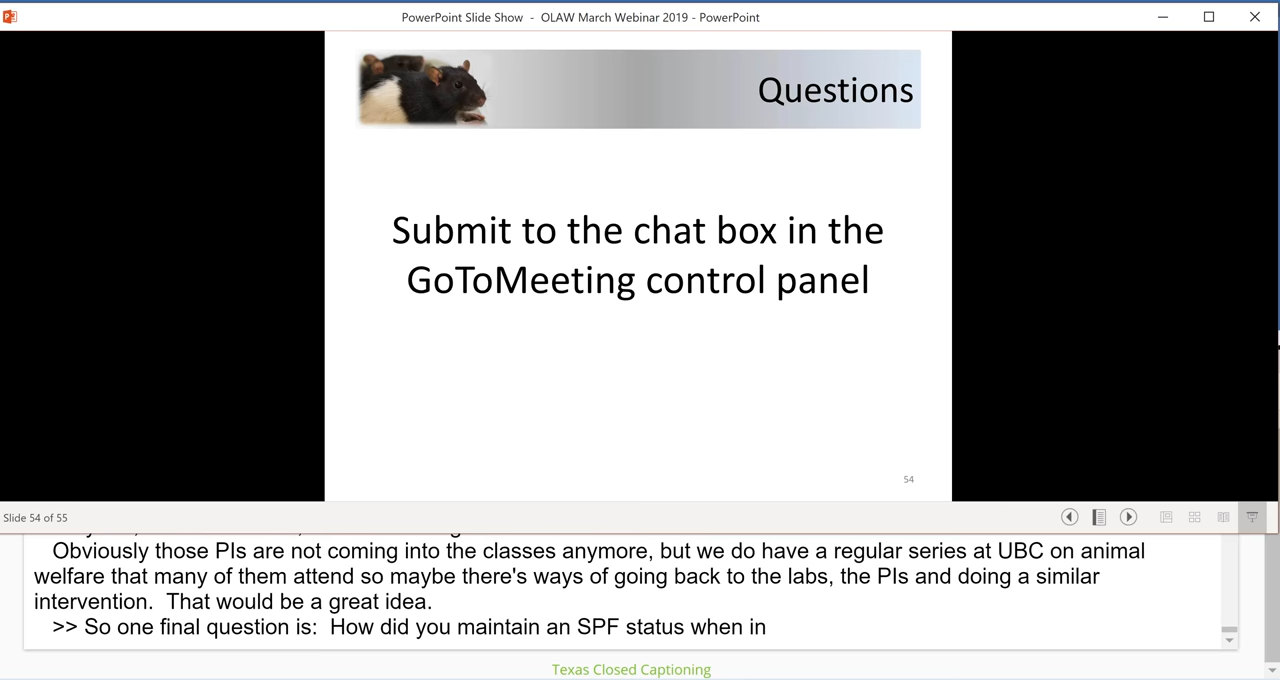 PowerPoint Slide Show - OLAW March Webinar 2019 - PowerPoint
Questions
Submit to the chat box in the
GoToMeeting control panel
54
Slide 54 of 55
Obviously those PIs are not coming into the classes anymore, but we do have a regular series at UBC on animal
welfare that many of them attend so maybe there's ways of going back to the labs, the PIs and doing a similar
intervention.  That would be a great idea.
>> So one final question is:  How did you maintain an SPF status when in
Texas Closed Captioning